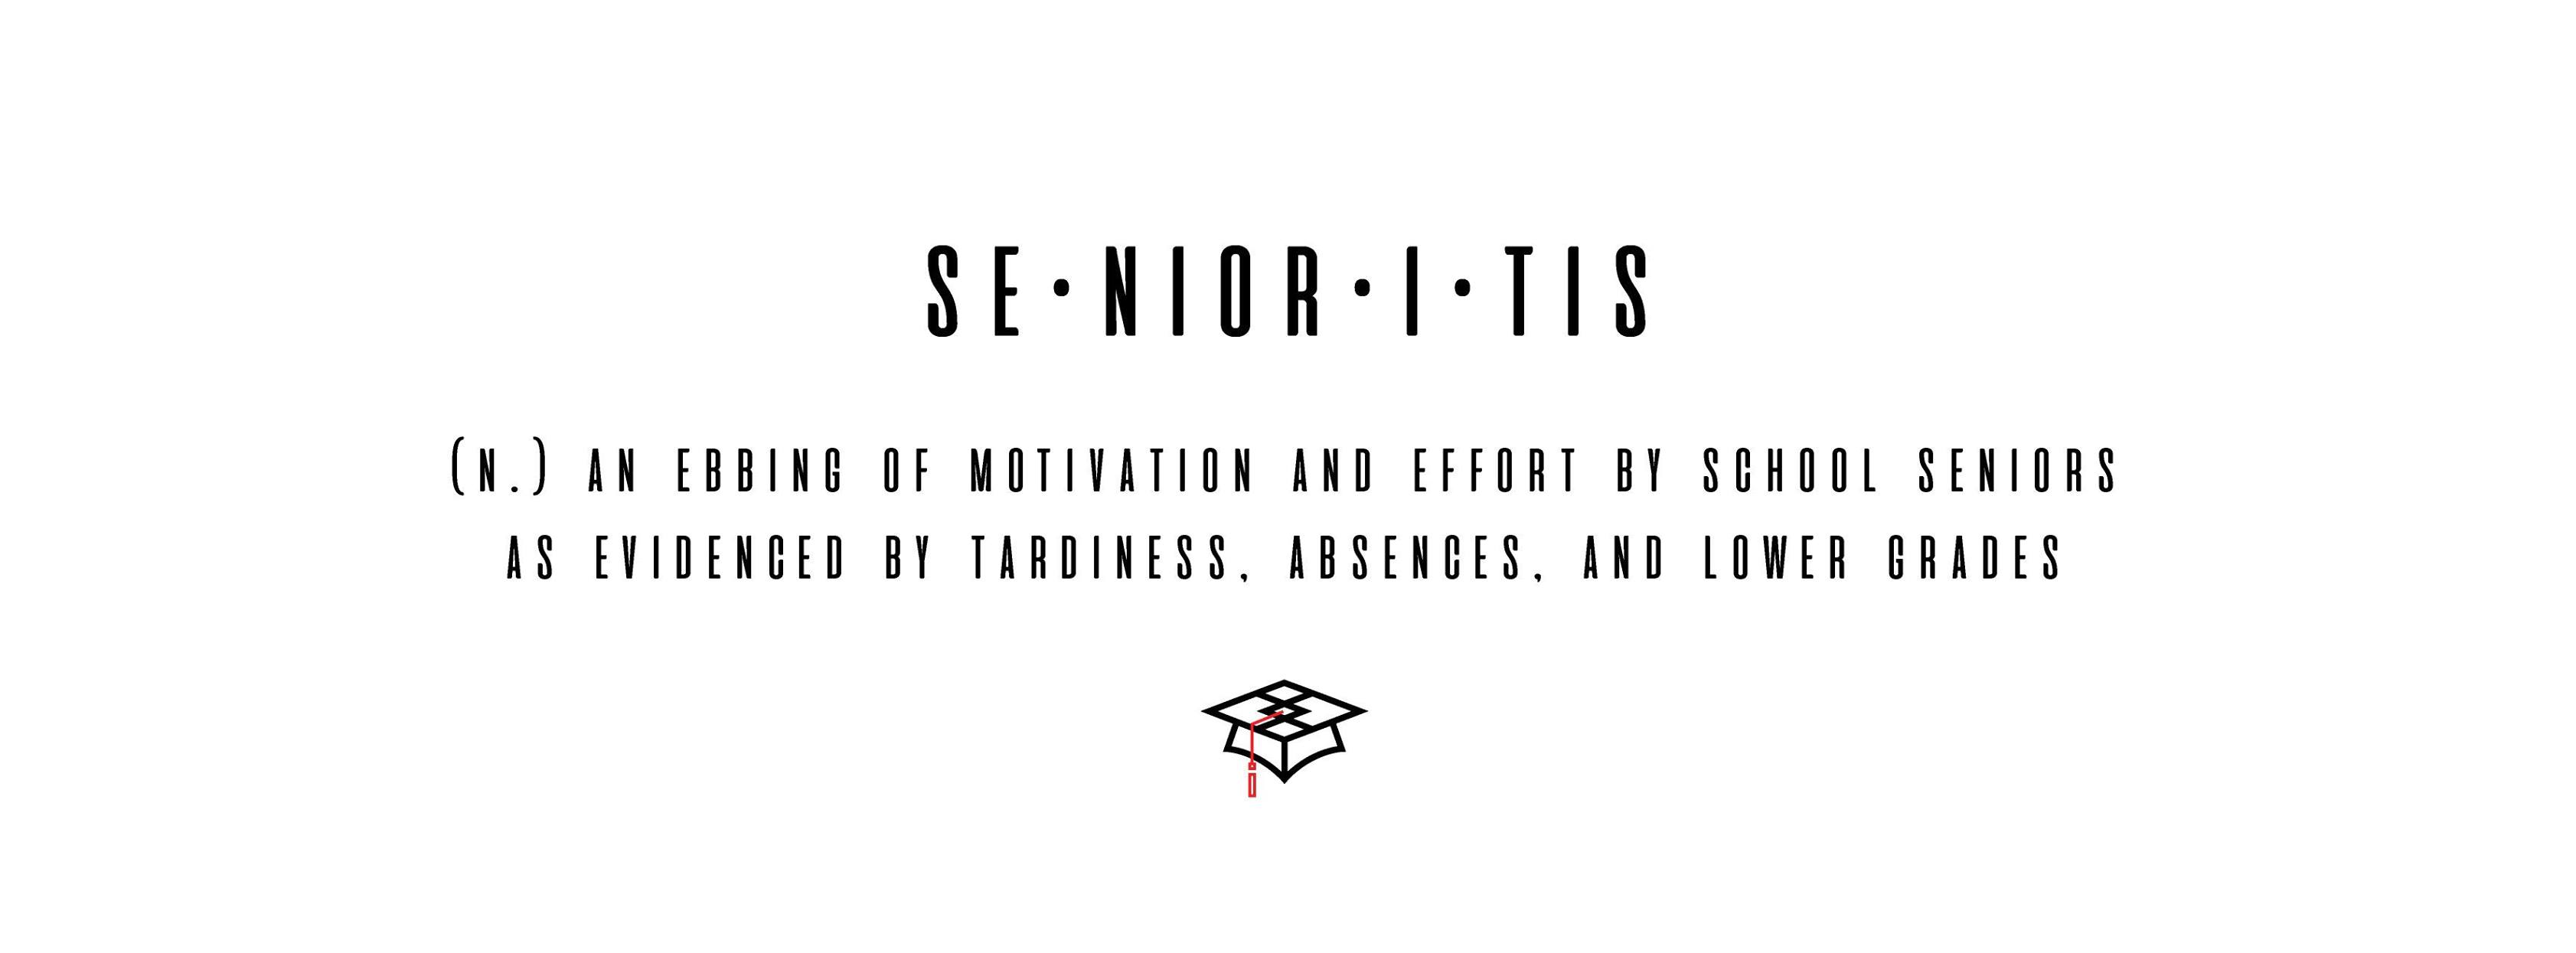 SE·NIOR·I·TIS
(N.) AN EBBING OF MOTIVATION AND EFFORT BY SCHOOL SENIORS
AS EVIDENCED BY TARDINESS, ABSENCES, AND LOWER GRADES